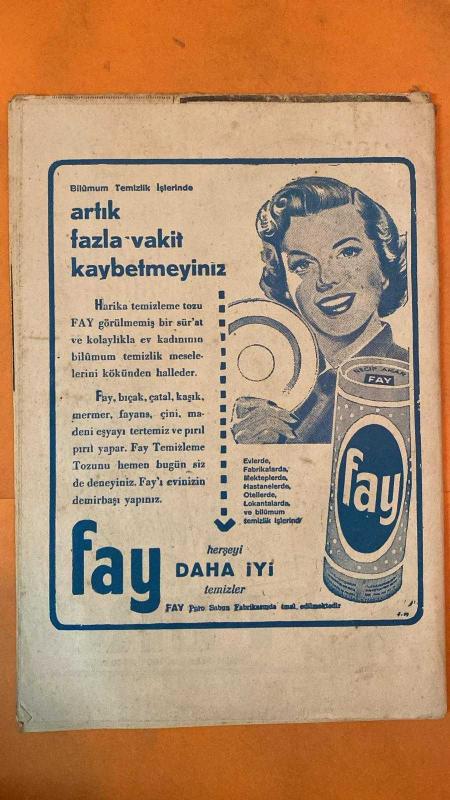 Bilûmum Temizlik İşlerinde
artık
fazla vakit
kaybetmeyiniz
Harika temizleme tozu
FAY görülmemiş bir sür'at
ve kolaylıkla ev kadınının
bilûmum temizlik mesele-
lerini kökünden halleder.
Fay, bıçak, çatal, kaşık,
mermer, fayans, çini, ma-
deni eşyayı tertemiz ve pırıl
pırıl yapar. Fay Temizleme
Tozunu hemen bugün siz
de deneyiniz. Fay'ı evinizin
demirbaşı yapınız.
Evlerde,
Fabrikalarda,
Mekteplerde,
Hastanelerde,
Otellerde,
Lokantalarda,
ve bilûmum
temizlik işlerinde
NECİP AKAR
FAY
fay
fay
herşeyi
DAHA İYİ
temizler
FAY Puro Sabun Fabrikasında imal edilmektedir